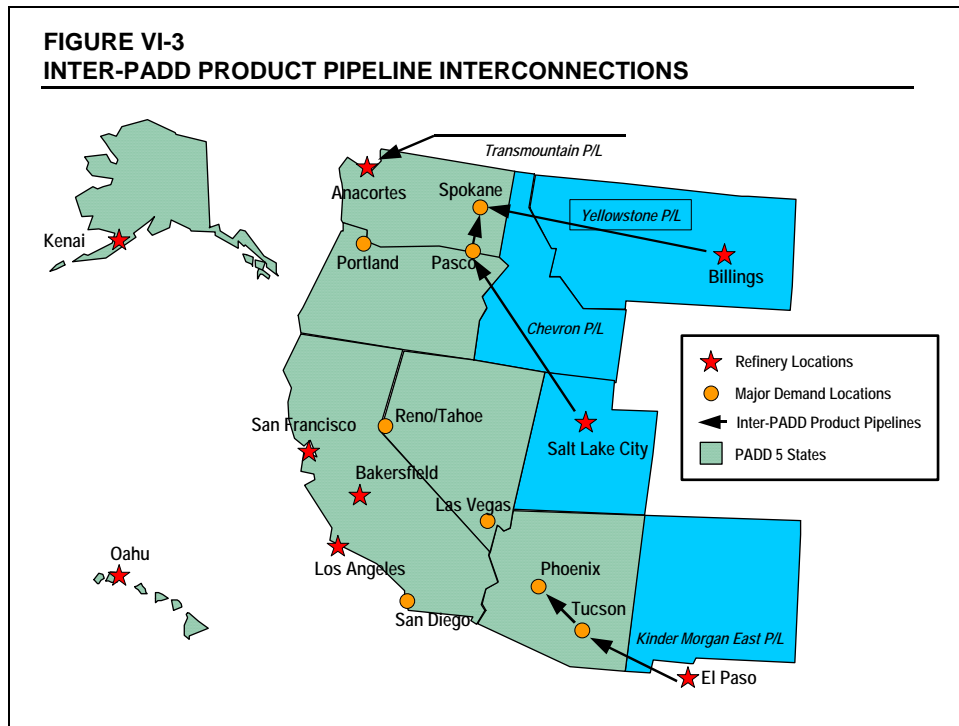 FIGURE VI-3
INTER-PADD PRODUCT PIPELINE INTERCONNECTIONS
Transmountain P/L
Anacortes
Spokane
Yellowstone P/L
Kenai
Portland
Pasco
Billings
Chevron P/L
Refinery Locations
Major Demand Locations
Inter-PADD Product Pipelines
PADD 5 States
Reno/Tahoe
San Francisco
Salt Lake City
Bakersfield
Las Vegas
Oahu
Los Angeles
Phoenix
Tucson
San Diego
Kinder Morgan East P/L
El Paso